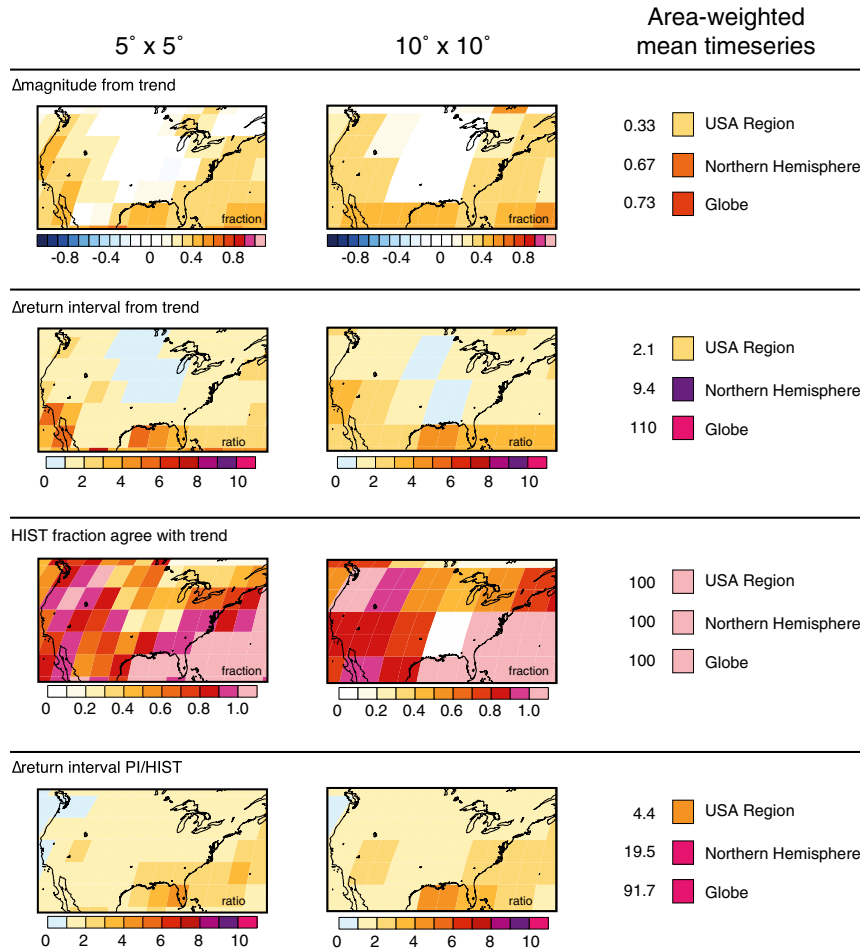 5° x 5°
10° x 10°
Area-weighted
mean timeseries
Δmagnitude from trend
fraction
-0.8 -0.4 0 0.4 0.8
fraction
-0.8 -0.4 0 0.4 0.8
0.33 USA Region
0.67 Northern Hemisphere
0.73 Globe
Δreturn interval from trend
ratio
0 2 4 6 8 10
ratio
0 2 4 6 8 10
2.1 USA Region
9.4 Northern Hemisphere
110 Globe
HIST fraction agree with trend
fraction
0 0.2 0.4 0.6 0.8 1.0
fraction
0 0.2 0.4 0.6 0.8 1.0
100 USA Region
100 Northern Hemisphere
100 Globe
Δreturn interval PI/HIST
ratio
0 2 4 6 8 10
ratio
0 2 4 6 8 10
4.4 USA Region
19.5 Northern Hemisphere
91.7 Globe